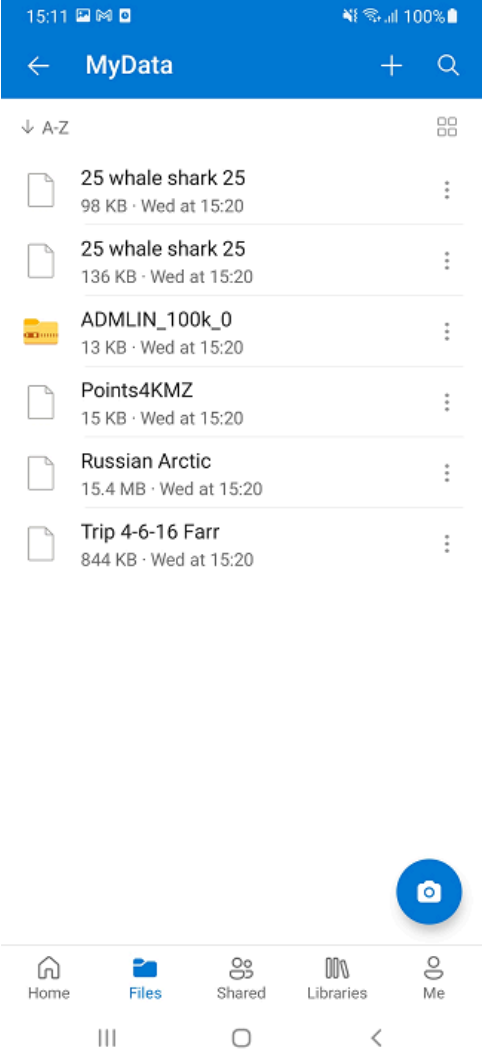 15:11 100%
MyData
A-Z
25 whale shark 25
98 KB · Wed at 15:20
25 whale shark 25
136 KB · Wed at 15:20
ADMLIN_100k_0
13 KB · Wed at 15:20
Points4KMZ
15 KB · Wed at 15:20
Russian Arctic
15.4 MB · Wed at 15:20
Trip 4-6-16 Farr
844 KB · Wed at 15:20
Home Files Shared Libraries Me